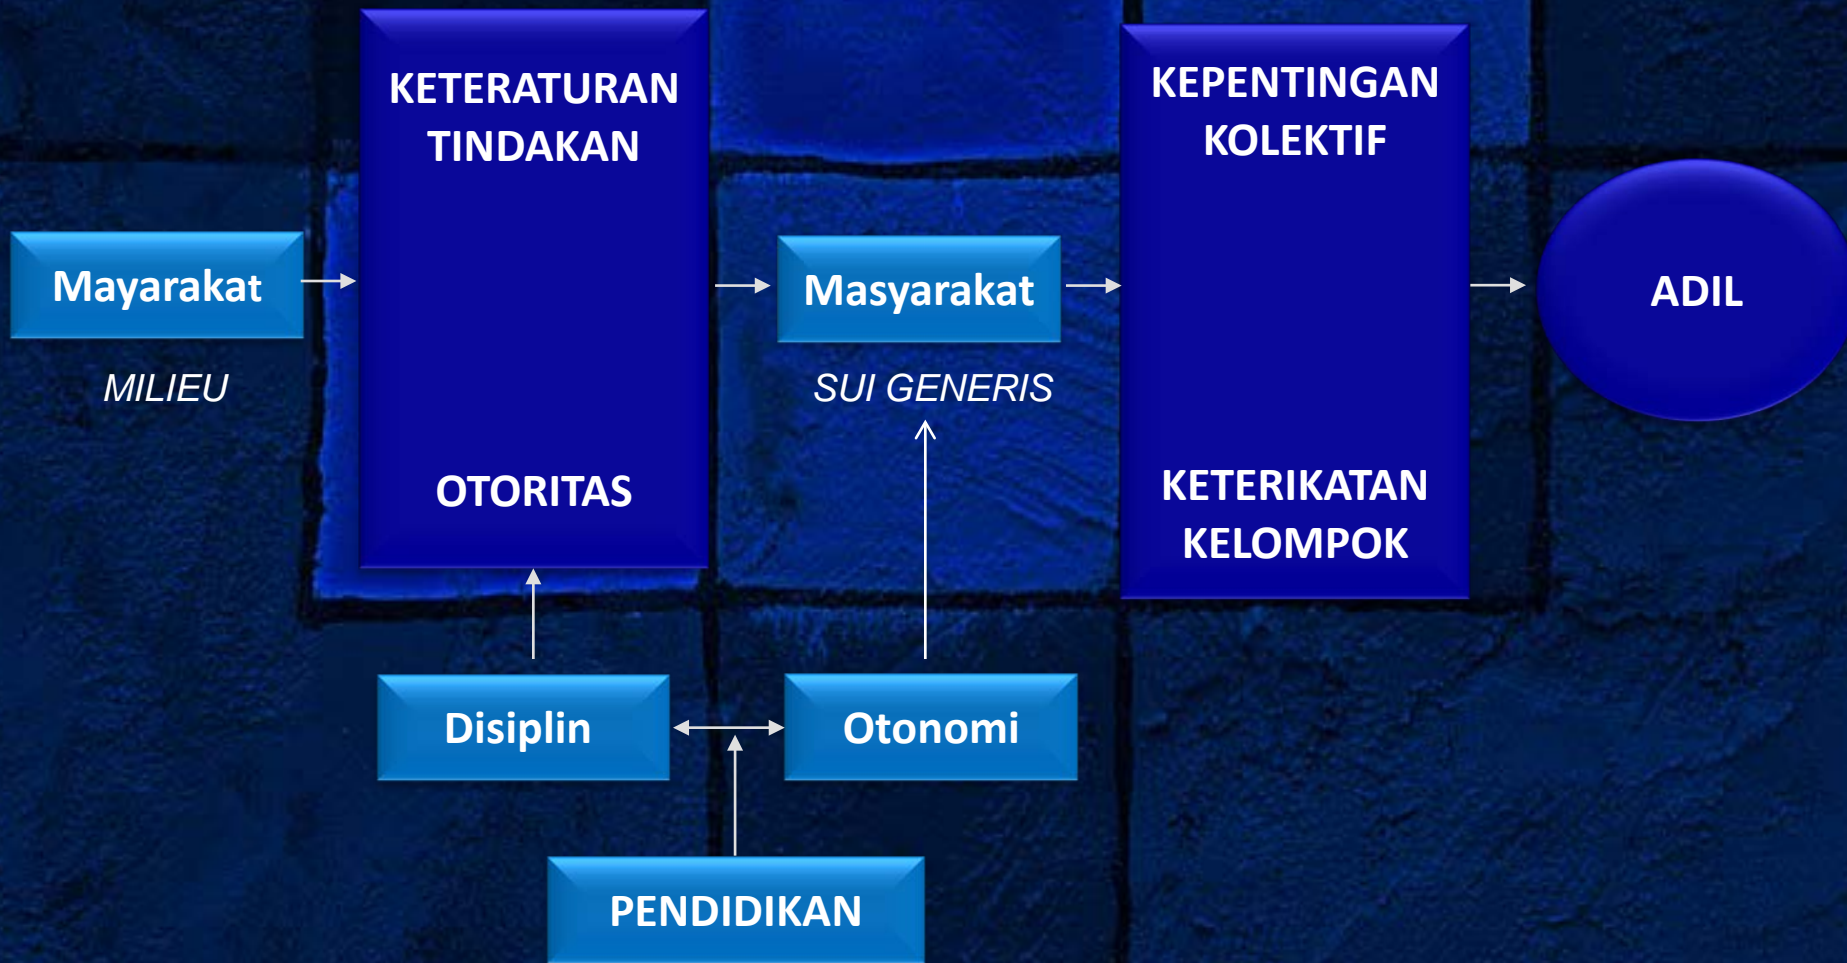 KETERATURAN
TINDAKAN
KEPENTINGAN
KOLEKTIF
Mayarakat
Masyarakat
ADIL
MILIEU
SUI GENERIS
OTORITAS
KETERIKATAN
KELOMPOK
Disiplin
Otonomi
PENDIDIKAN